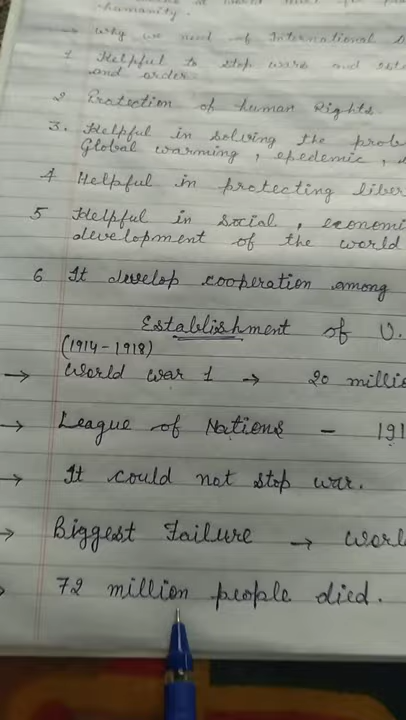 humanity.
→ why we need of International
1 Helpful to stop wars and
and order.
2 Protection of human Rights.
3. Helpful in solving the prob
Global warming, epedemic,
4 Helpful in protecting liber
5 Helpful in social, economi
development of the world
6 It develop cooperation among
Establishment of U.
(1914-1918)
→ World war 1 → 20 millio
→ League of Nations - 191
→ It could not stop war.
→ Biggest Failure → Worl
72 million people died.